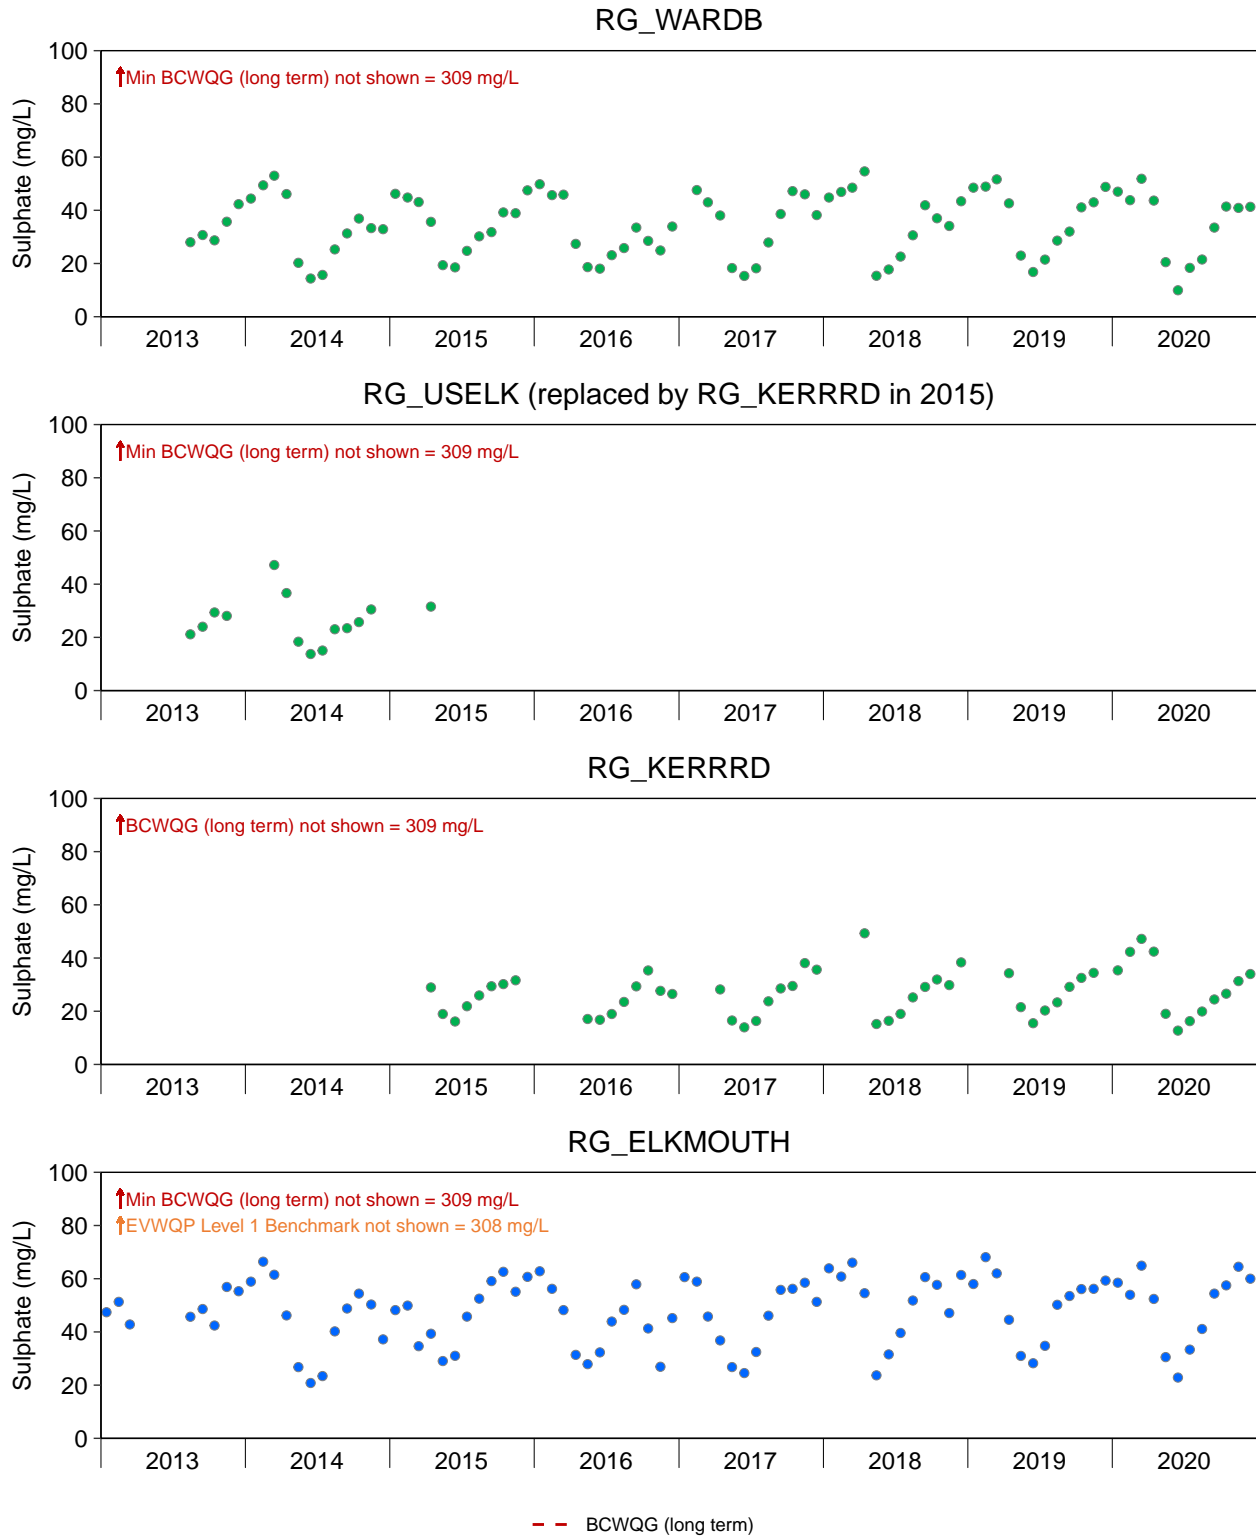 RG_WARDB
100
↑Min BCWQG (long term) not shown = 309 mg/L
80
60
40
20
0
Sulphate (mg/L)
2013 2014 2015 2016 2017 2018 2019 2020
RG_USELK (replaced by RG_KERRRD in 2015)
100
↑Min BCWQG (long term) not shown = 309 mg/L
80
60
40
20
0
Sulphate (mg/L)
2013 2014 2015 2016 2017 2018 2019 2020
RG_KERRRD
100
↑BCWQG (long term) not shown = 309 mg/L
80
60
40
20
0
Sulphate (mg/L)
2013 2014 2015 2016 2017 2018 2019 2020
RG_ELKMOUTH
100
↑Min BCWQG (long term) not shown = 309 mg/L
↑EVWQP Level 1 Benchmark not shown = 308 mg/L
80
60
40
20
0
Sulphate (mg/L)
2013 2014 2015 2016 2017 2018 2019 2020
BCWQG (long term)